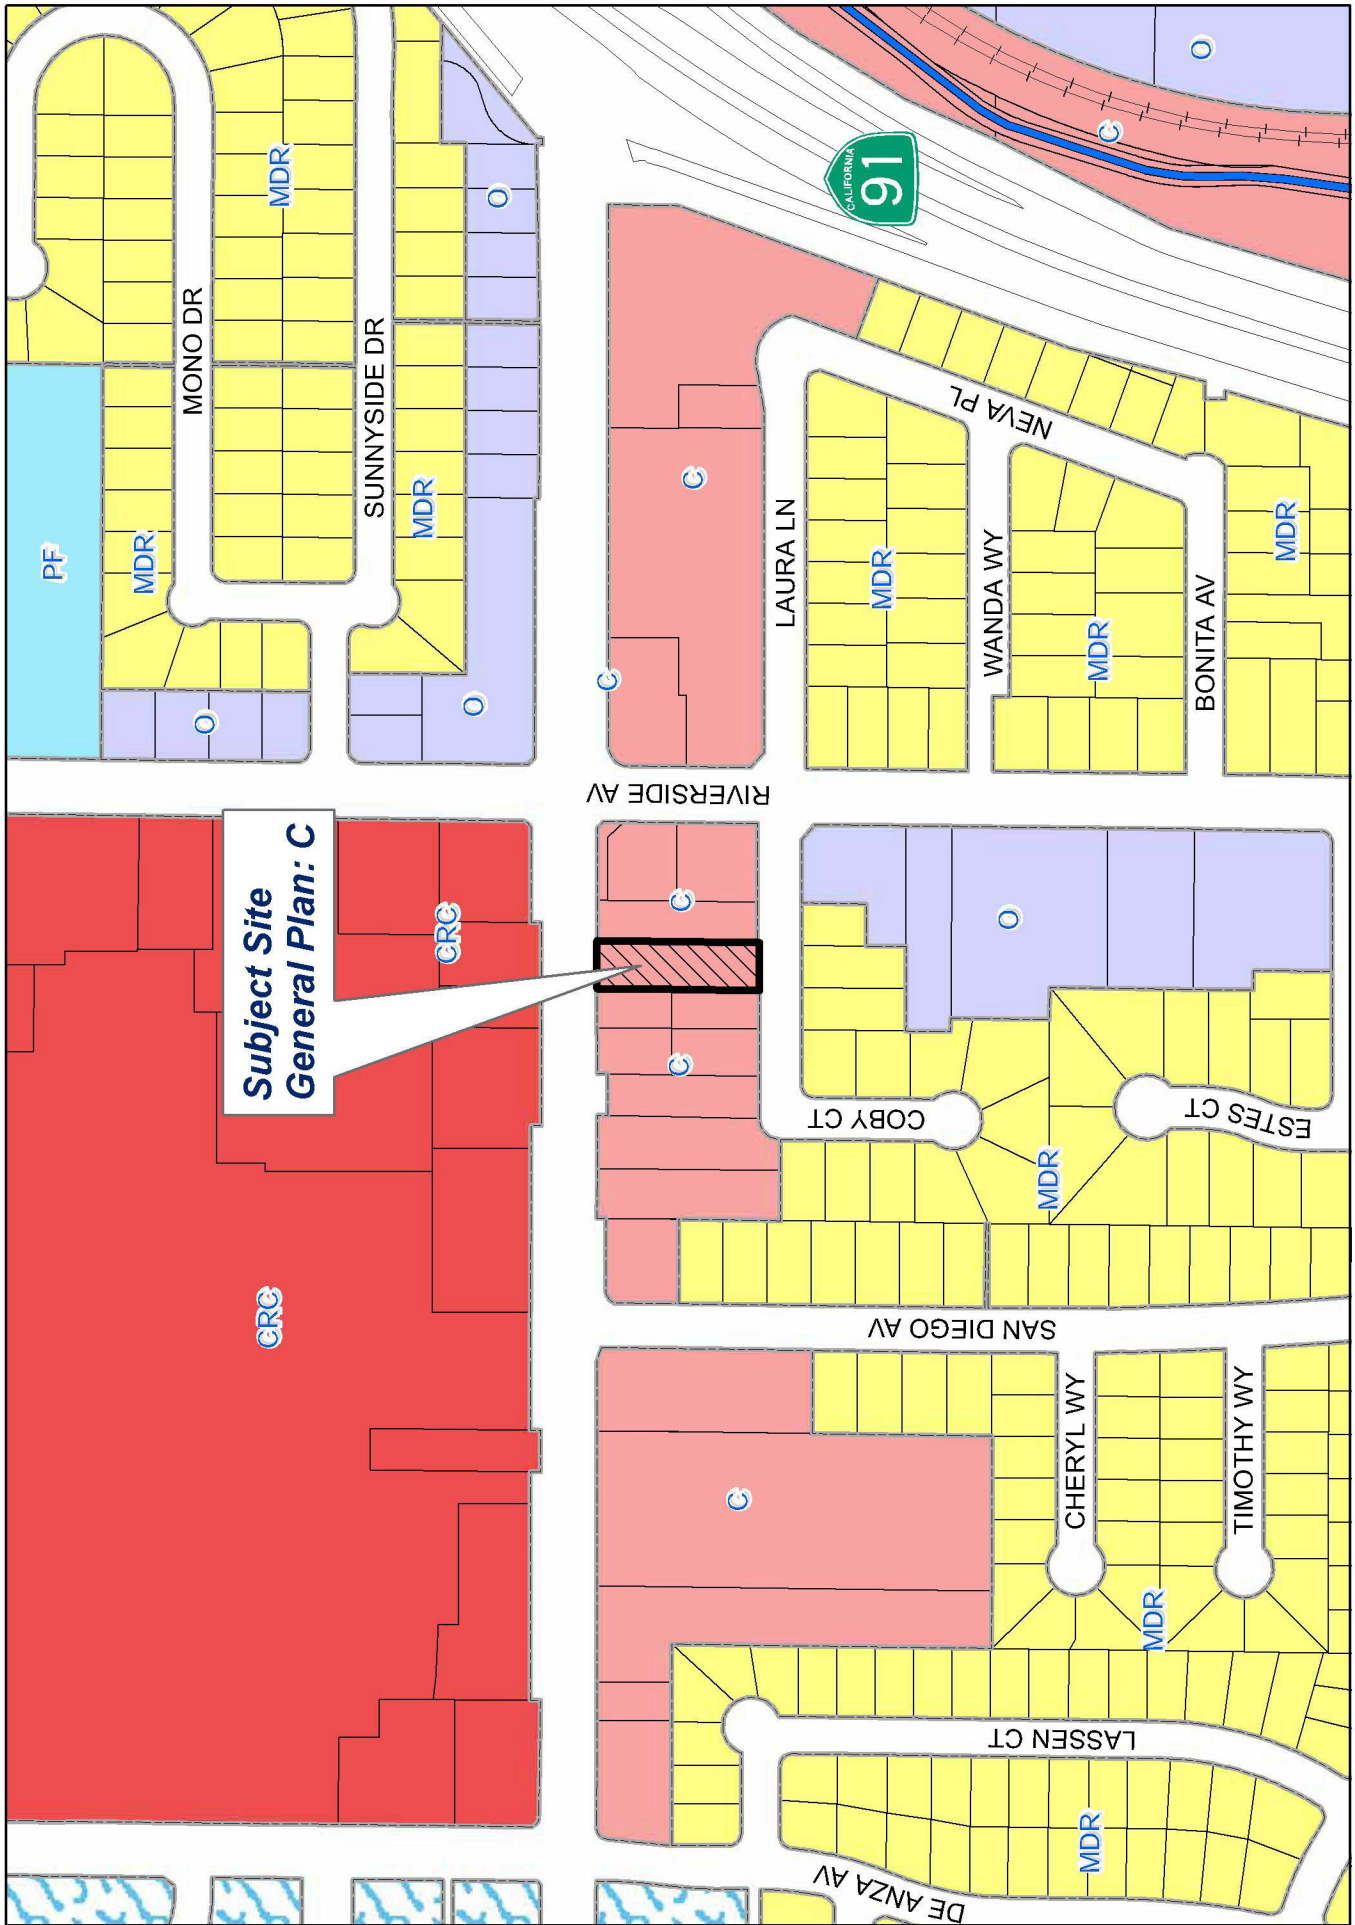 PF
MDR
MONO DR
MDR
SUNNYSIDE DR
MDR
O
O
O
O
C
CALIFORNIA
91
C
C
LAURA LN
NEVA PL
MDR
WANDA WY
MDR
BONITA AV
MDR
RIVERSIDE AV
Subject Site
General Plan: C
CRC
CRC
C
C
O
COBY CT
ESTES CT
MDR
SAN DIEGO AV
C
CHERYL WY
TIMOTHY WY
MDR
LASSEN CT
MDR
DE ANZA AV